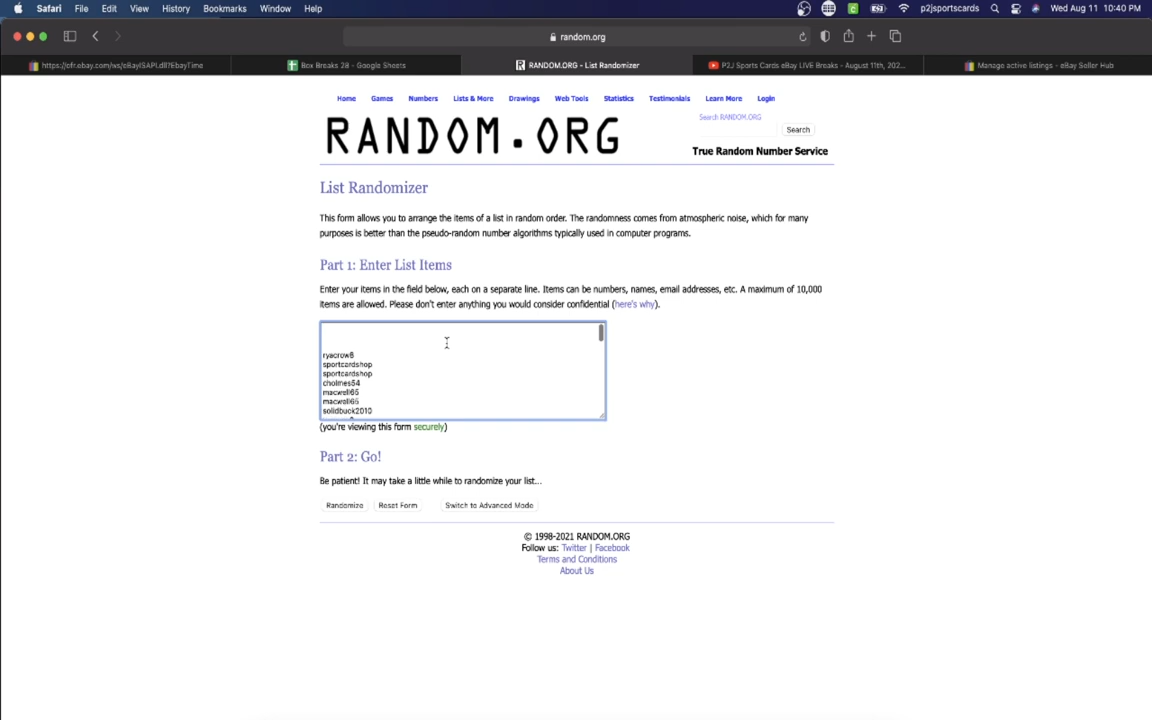 Safari File Edit View History Bookmarks Window Help p2jsportscards Wed Aug 11 10:40 PM
random.org
https://ofr.ebay.com/ws/eBayISAPI.dll?EbayTime Box Breaks 28 - Google Sheets RANDOM.ORG - List Randomizer P2J Sports Cards eBay LIVE Breaks - August 11th, 202... Manage active listings - eBay Seller Hub
Home Games Numbers Lists & More Drawings Web Tools Statistics Testimonials Learn More Login
Search RANDOM.ORG
RANDOM.ORG
Search
True Random Number Service
List Randomizer
This form allows you to arrange the items of a list in random order. The randomness comes from atmospheric noise, which for many
purposes is better than the pseudo-random number algorithms typically used in computer programs.
Part 1: Enter List Items
Enter your items in the field below, each on a separate line. Items can be numbers, names, email addresses, etc. A maximum of 10,000
items are allowed. Please don't enter anything you would consider confidential (here's why).
ryacrow6
sportcardshop
sportcardshop
cholmes54
macwell65
macwell65
solidbuck2010
(you're viewing this form securely)
Part 2: Go!
Be patient! It may take a little while to randomize your list...
Randomize Reset Form Switch to Advanced Mode
© 1998-2021 RANDOM.ORG
Follow us: Twitter | Facebook
Terms and Conditions
About Us